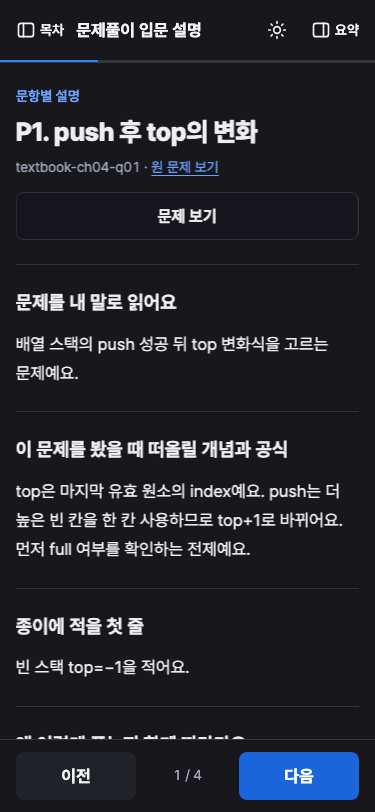 목차 문제풀이 입문 설명 요약
문항별 설명
P1. push 후 top의 변화
textbook-ch04-q01 · 원 문제 보기
문제 보기
문제를 내 말로 읽어요
배열 스택의 push 성공 뒤 top 변화식을 고르는
문제예요.
이 문제를 봤을 때 떠올릴 개념과 공식
top은 마지막 유효 원소의 index예요. push는 더
높은 빈 칸을 한 칸 사용하므로 top+1로 바뀌어요.
먼저 full 여부를 확인하는 전제예요.
종이에 적을 첫 줄
빈 스택 top=−1을 적어요.
이전 1 / 4 다음